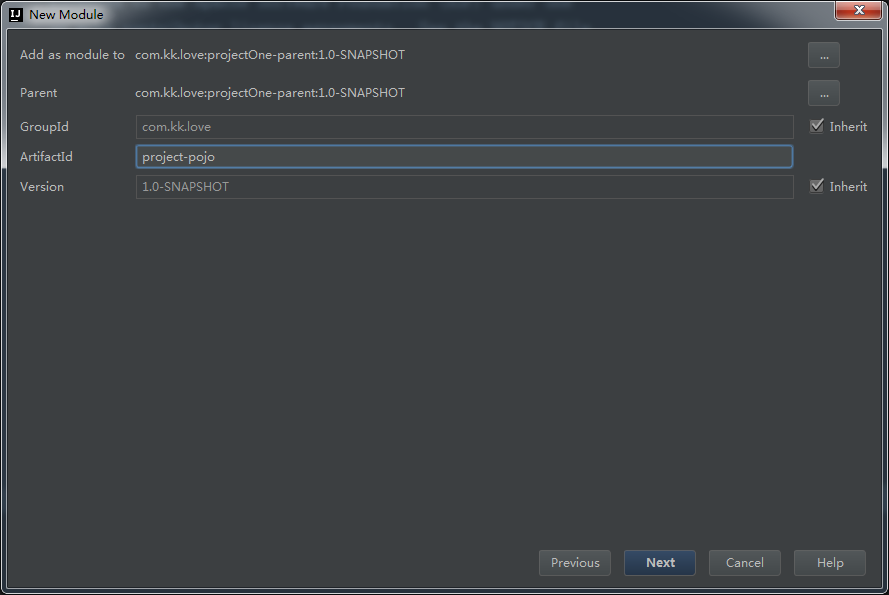 IJ New Module
Add as module to com.kk.love:projectOne-parent:1.0-SNAPSHOT ...
Parent com.kk.love:projectOne-parent:1.0-SNAPSHOT ...
GroupId com.kk.love Inherit
ArtifactId project-pojo
Version 1.0-SNAPSHOT Inherit
Previous Next Cancel Help